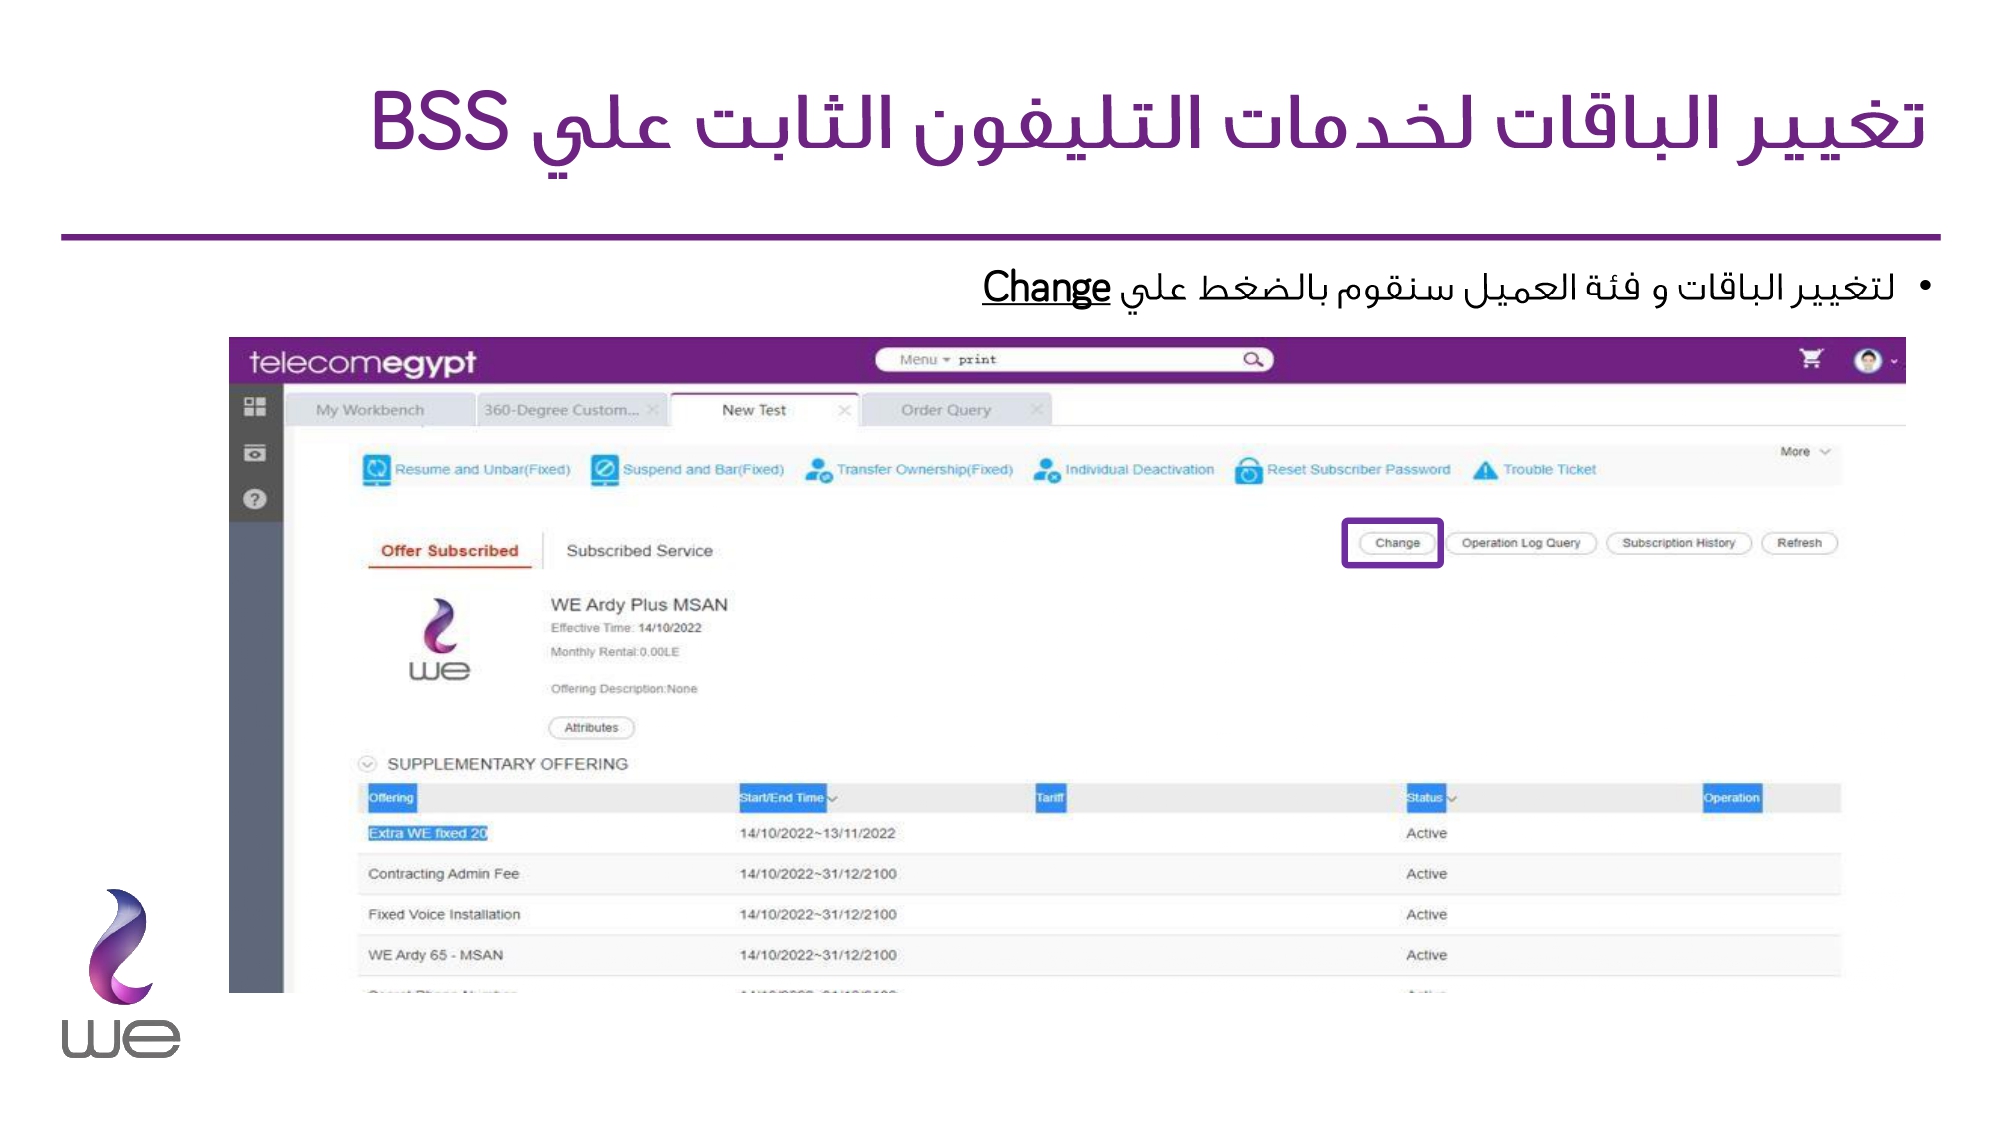 تغيير الباقات لخدمات التليفون الثابت علي BSS
• لتغيير الباقات و فئة العميل سنقوم بالضغط علي Change
telecomegypt
Menu print
My Workbench 360-Degree Custom... New Test Order Query
Resume and Unbar(Fixed) Suspend and Bar(Fixed) Transfer Ownership(Fixed) Individual Deactivation Reset Subscriber Password Trouble Ticket More
Offer Subscribed Subscribed Service Change Operation Log Query Subscription History Refresh
WE Ardy Plus MSAN
Effective Time: 14/10/2022
Monthly Rental:0.00LE
we
Offering Description:None
Attributes
SUPPLEMENTARY OFFERING
Offering Start/End Time Tariff Status Operation
Extra WE fixed 20 14/10/2022~13/11/2022 Active
Contracting Admin Fee 14/10/2022~31/12/2100 Active
Fixed Voice Installation 14/10/2022~31/12/2100 Active
WE Ardy 65 - MSAN 14/10/2022~31/12/2100 Active
we